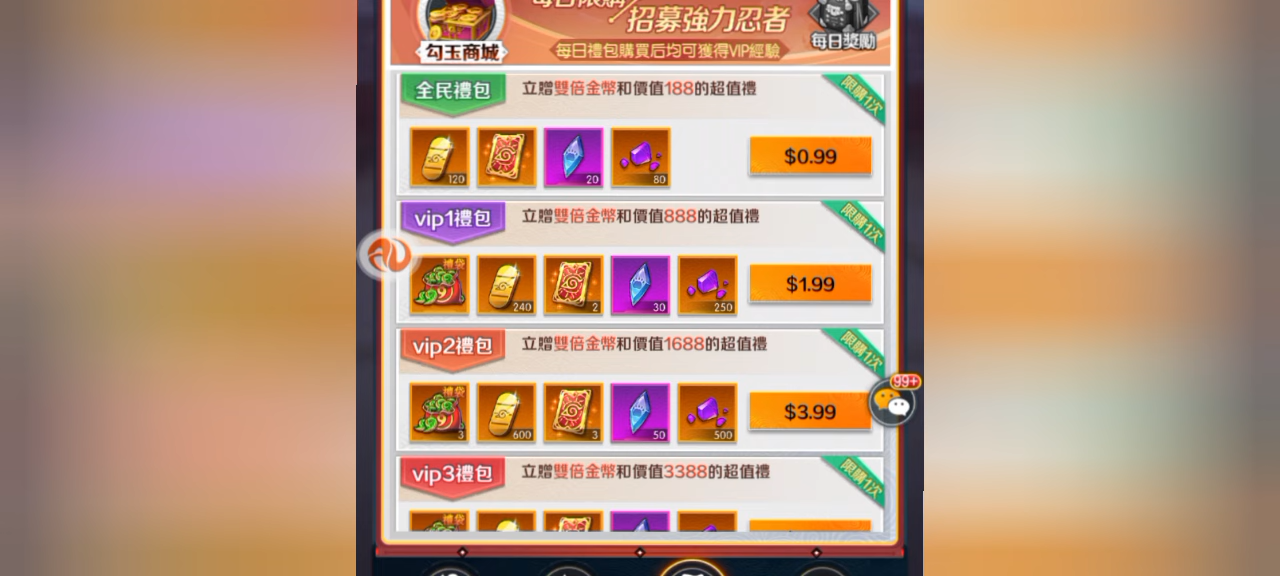 每日限購
招募強力忍者
勾玉商城
每日獎勵
每日禮包購買后均可獲得VIP經驗
全民禮包
立贈雙倍金幣和價值188的超值禮
限購1次
120
20
80
$0.99
vip1禮包
立贈雙倍金幣和價值888的超值禮
限購1次
禮袋
240
2
30
250
$1.99
vip2禮包
立贈雙倍金幣和價值1688的超值禮
限購1次
禮袋
3
600
3
50
500
$3.99
99+
vip3禮包
立贈雙倍金幣和價值3388的超值禮
限購1次
禮袋